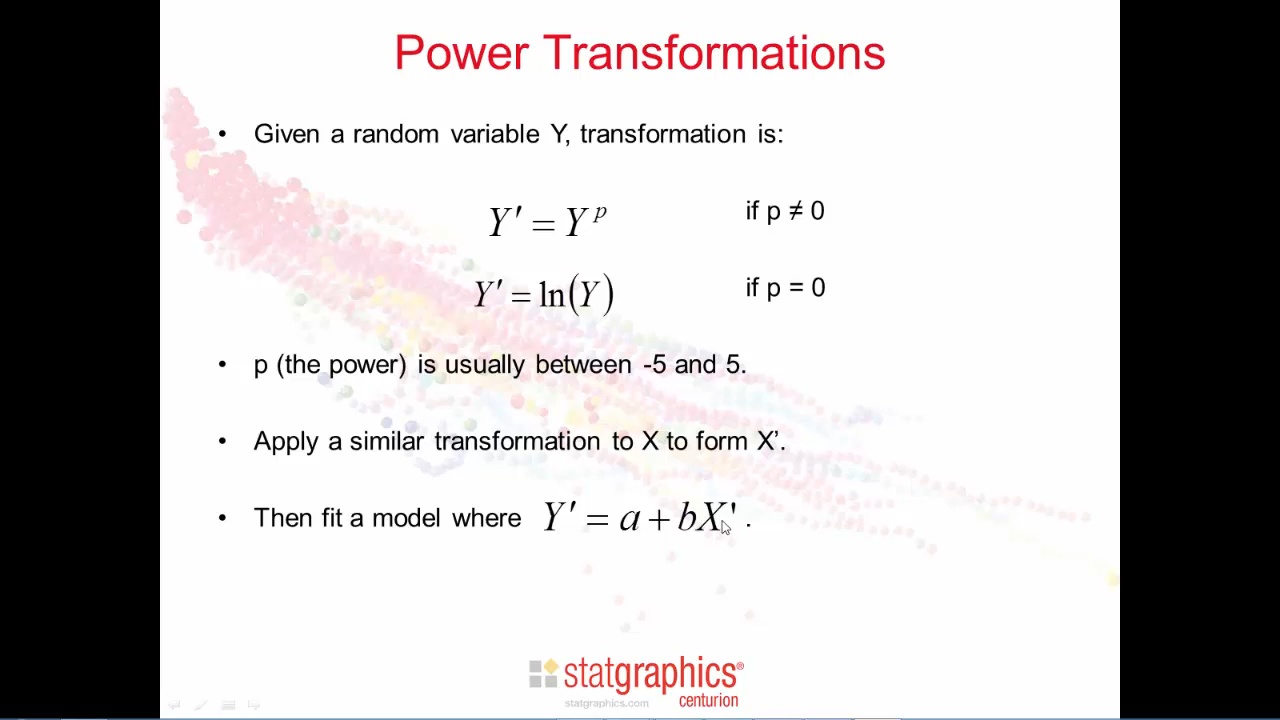 Power Transformations
• Given a random variable Y, transformation is:
Y′ = Y^p if p ≠ 0
Y′ = ln(Y) if p = 0
• p (the power) is usually between -5 and 5.
• Apply a similar transformation to X to form X’.
• Then fit a model where Y′ = a + bX' .
statgraphics®
statgraphics.com centurion